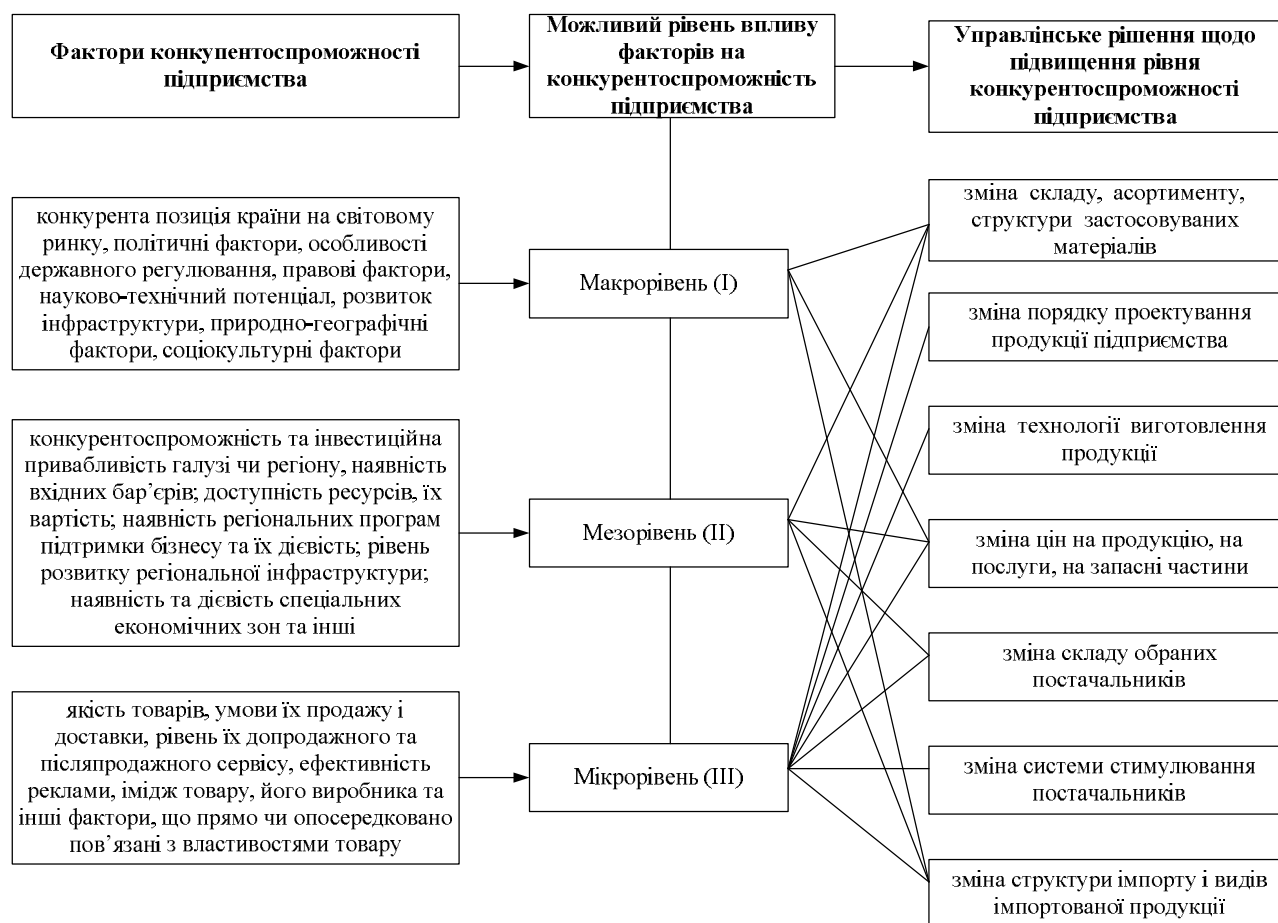 Фактори конкупентоспроможності
підприємства
Можливий рівень впливу
факторів на
конкурентоспроможність
підприємства
Управлінське рішення щодо
підвищення рівня
конкурентоспроможності
підприємства
конкурента позиція країни на світовому
ринку, політичні фактори, особливості
державного регулювання, правові фактори,
науково-технічний потенціал, розвиток
інфраструктури, природно-географічні
фактори, соціокультурні фактори
Макрорівень (I)
конкурентоспроможність та інвестиційна
привабливість галузі чи регіону, наявність
вхідних бар’єрів; доступність ресурсів, їх
вартість; наявність регіональних програм
підтримки бізнесу та їх дієвість; рівень
розвитку регіональної інфраструктури;
наявність та дієвість спеціальних
економічних зон та інші
Мезорівень (II)
якість товарів, умови їх продажу і
доставки, рівень їх допродажного та
післяпродажного сервісу, ефективність
реклами, імідж товару, його виробника та
інші фактори, що прямо чи опосередковано
пов’язані з властивостями товару
Мікрорівень (III)
зміна складу, асортименту,
структури застосовуваних
матеріалів
зміна порядку проектування
продукції підприємства
зміна технології виготовлення
продукції
зміна цін на продукцію, на
послуги, на запасні частини
зміна складу обраних
постачальників
зміна системи стимулювання
постачальників
зміна структури імпорту і видів
імпортованої продукції